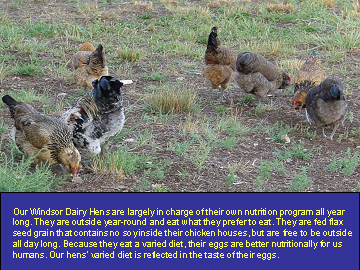 Our Windsor Dairy Hens are largely in charge of their own nutrition program all year
long. They are outside year-round and eat what they prefer to eat. They are fed flax
seed grain that contains no soy inside their chicken houses, but are free to be outside
all day long. Because they eat a varied diet, their eggs are better nutritionally for us
humans. Our hens' varied diet is reflected in the taste of their eggs.